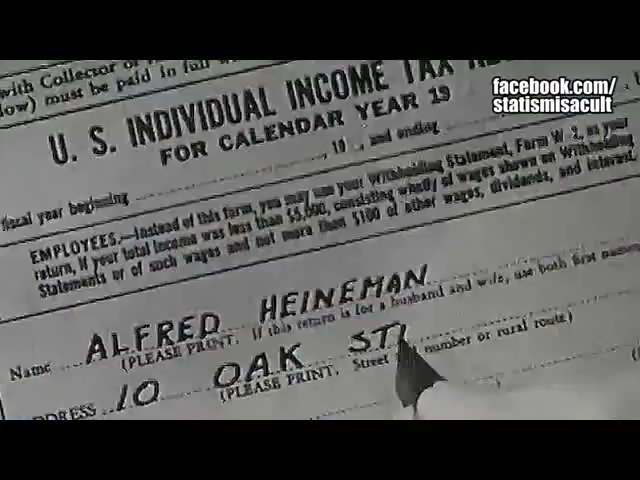 facebook.com/
statismisacult
with Collector of
low) must be paid in full
U. S. INDIVIDUAL INCOME TAX
FOR CALENDAR YEAR 19
fiscal year beginning ..., 19 ..., and ending
EMPLOYEES.—Instead of this form, you may use your Withholding Statement, Form W-2, as your
return, if your total income was less than $5,000, consisting wholly of wages shown on Withholding
Statements or of such wages and not more than $100 of other wages, dividends, and interest.
Name ALFRED HEINEMAN
(PLEASE PRINT. If this return is for a husband and wife, use both first
ADDRESS 10 OAK ST
(PLEASE PRINT. Street number or rural route)